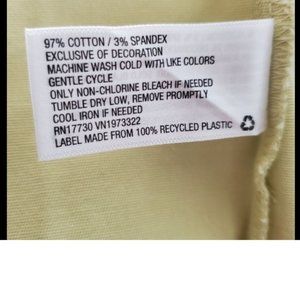 97% COTTON / 3% SPANDEX
EXCLUSIVE OF DECORATION
MACHINE WASH COLD WITH LIKE COLORS
GENTLE CYCLE
ONLY NON-CHLORINE BLEACH IF NEEDED
TUMBLE DRY LOW, REMOVE PROMPTLY
COOL IRON IF NEEDED
RN17730 VN1973322
LABEL MADE FROM 100% RECYCLED PLASTIC